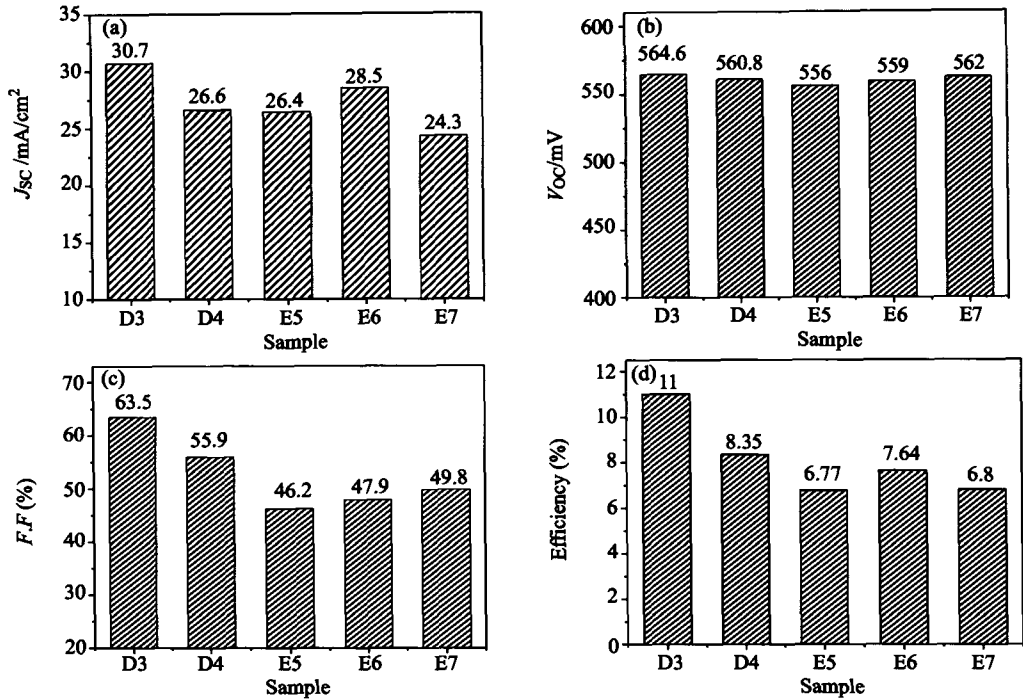 (a)
35
30
25
20
15
10
JSC /mA/cm2
30.7
26.6
26.4
28.5
24.3
D3 D4 E5 E6 E7
Sample
(b)
600
550
500
450
400
VOC/mV
564.6
560.8
556
559
562
D3 D4 E5 E6 E7
Sample
(c)
70
60
50
40
30
20
F.F (%)
63.5
55.9
46.2
47.9
49.8
D3 D4 E5 E6 E7
Sample
(d)
12
10
8
6
4
2
0
Efficiency (%)
11
8.35
6.77
7.64
6.8
D3 D4 E5 E6 E7
Sample